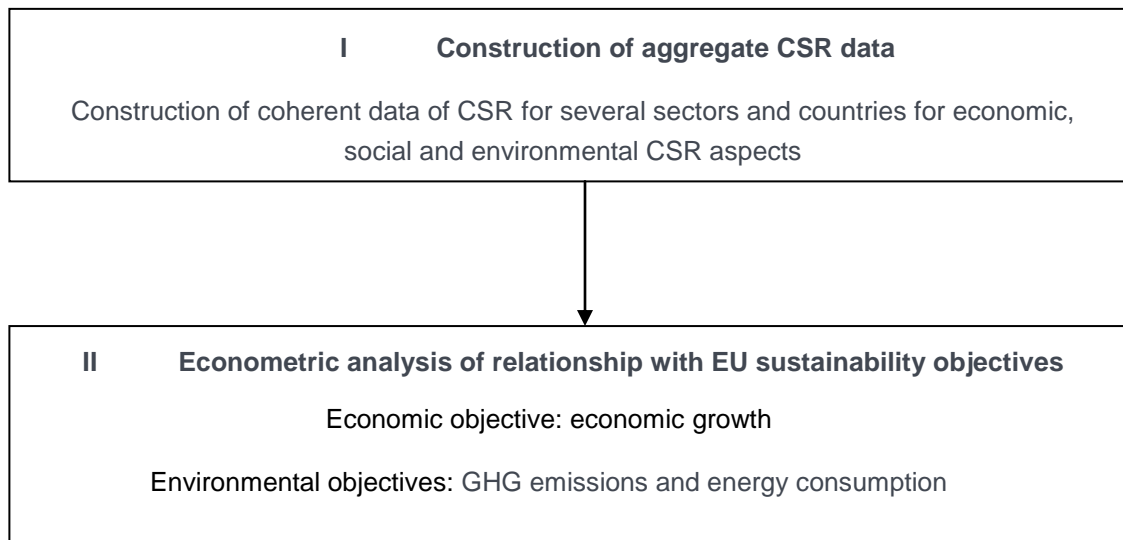 I Construction of aggregate CSR data
Construction of coherent data of CSR for several sectors and countries for economic,
social and environmental CSR aspects
II Econometric analysis of relationship with EU sustainability objectives
Economic objective: economic growth
Environmental objectives: GHG emissions and energy consumption